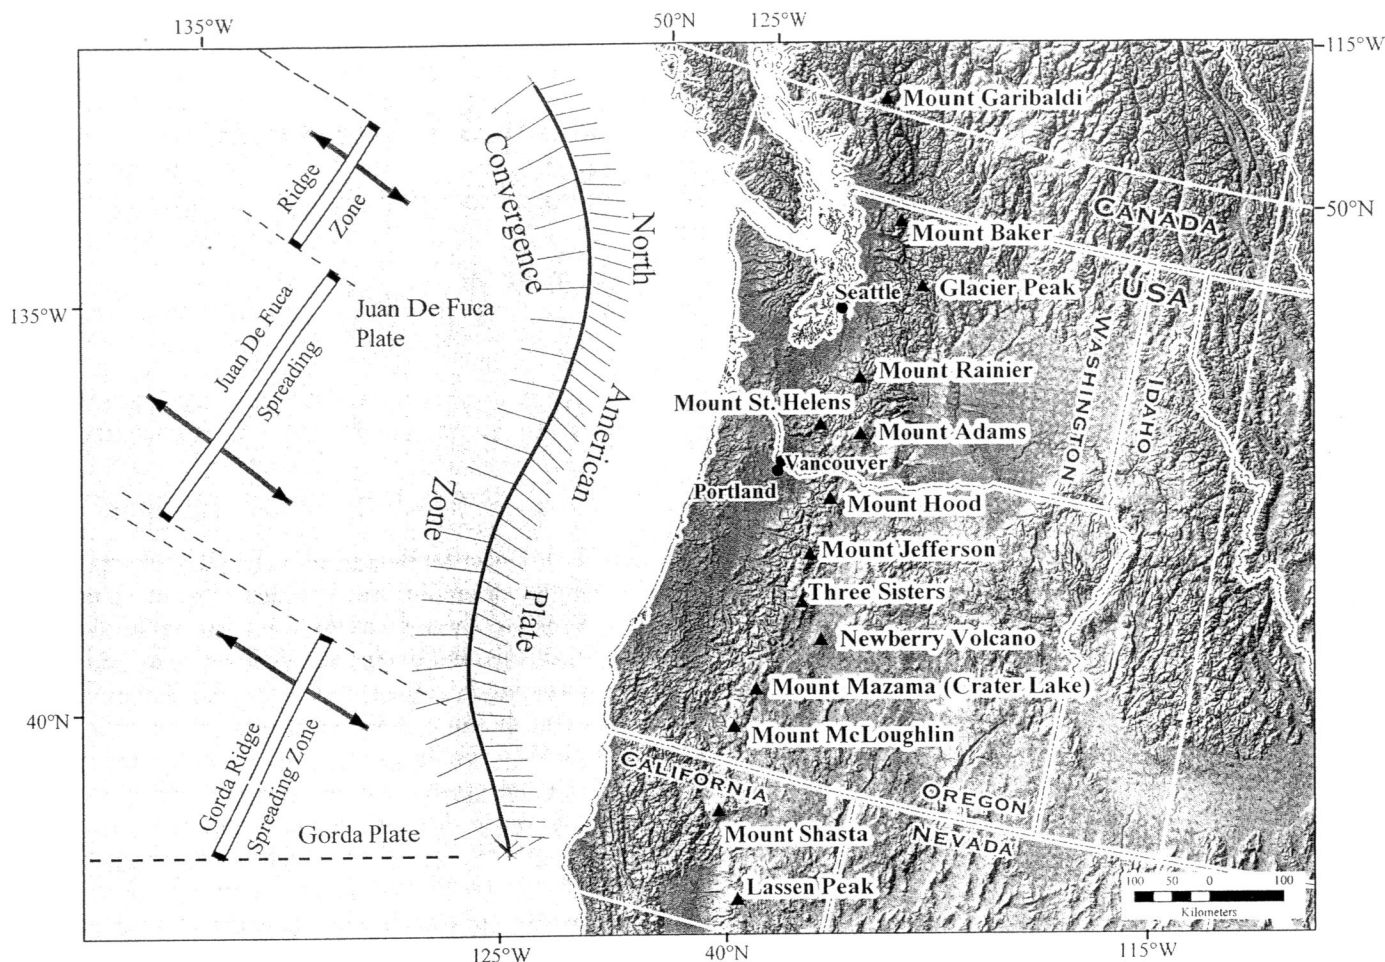 135°W
50°N
125°W
115°W
Mount Garibaldi
Convergence
Ridge
Zone
North
CANADA
50°N
Mount Baker
Glacier Peak
USA
Seattle
135°W
Juan De Fuca
Plate
Juan De Fuca
Spreading
WASHINGTON
IDAHO
Mount Rainier
Mount St. Helens
American
Mount Adams
Vancouver
Portland
Zone
Mount Hood
Mount Jefferson
Three Sisters
Plate
Newberry Volcano
Mount Mazama (Crater Lake)
40°N
Mount McLoughlin
Gorda Ridge
Spreading Zone
CALIFORNIA
OREGON
Gorda Plate
Mount Shasta
NEVADA
Lassen Peak
100 50 0 100
Kilometers
125°W
40°N
115°W